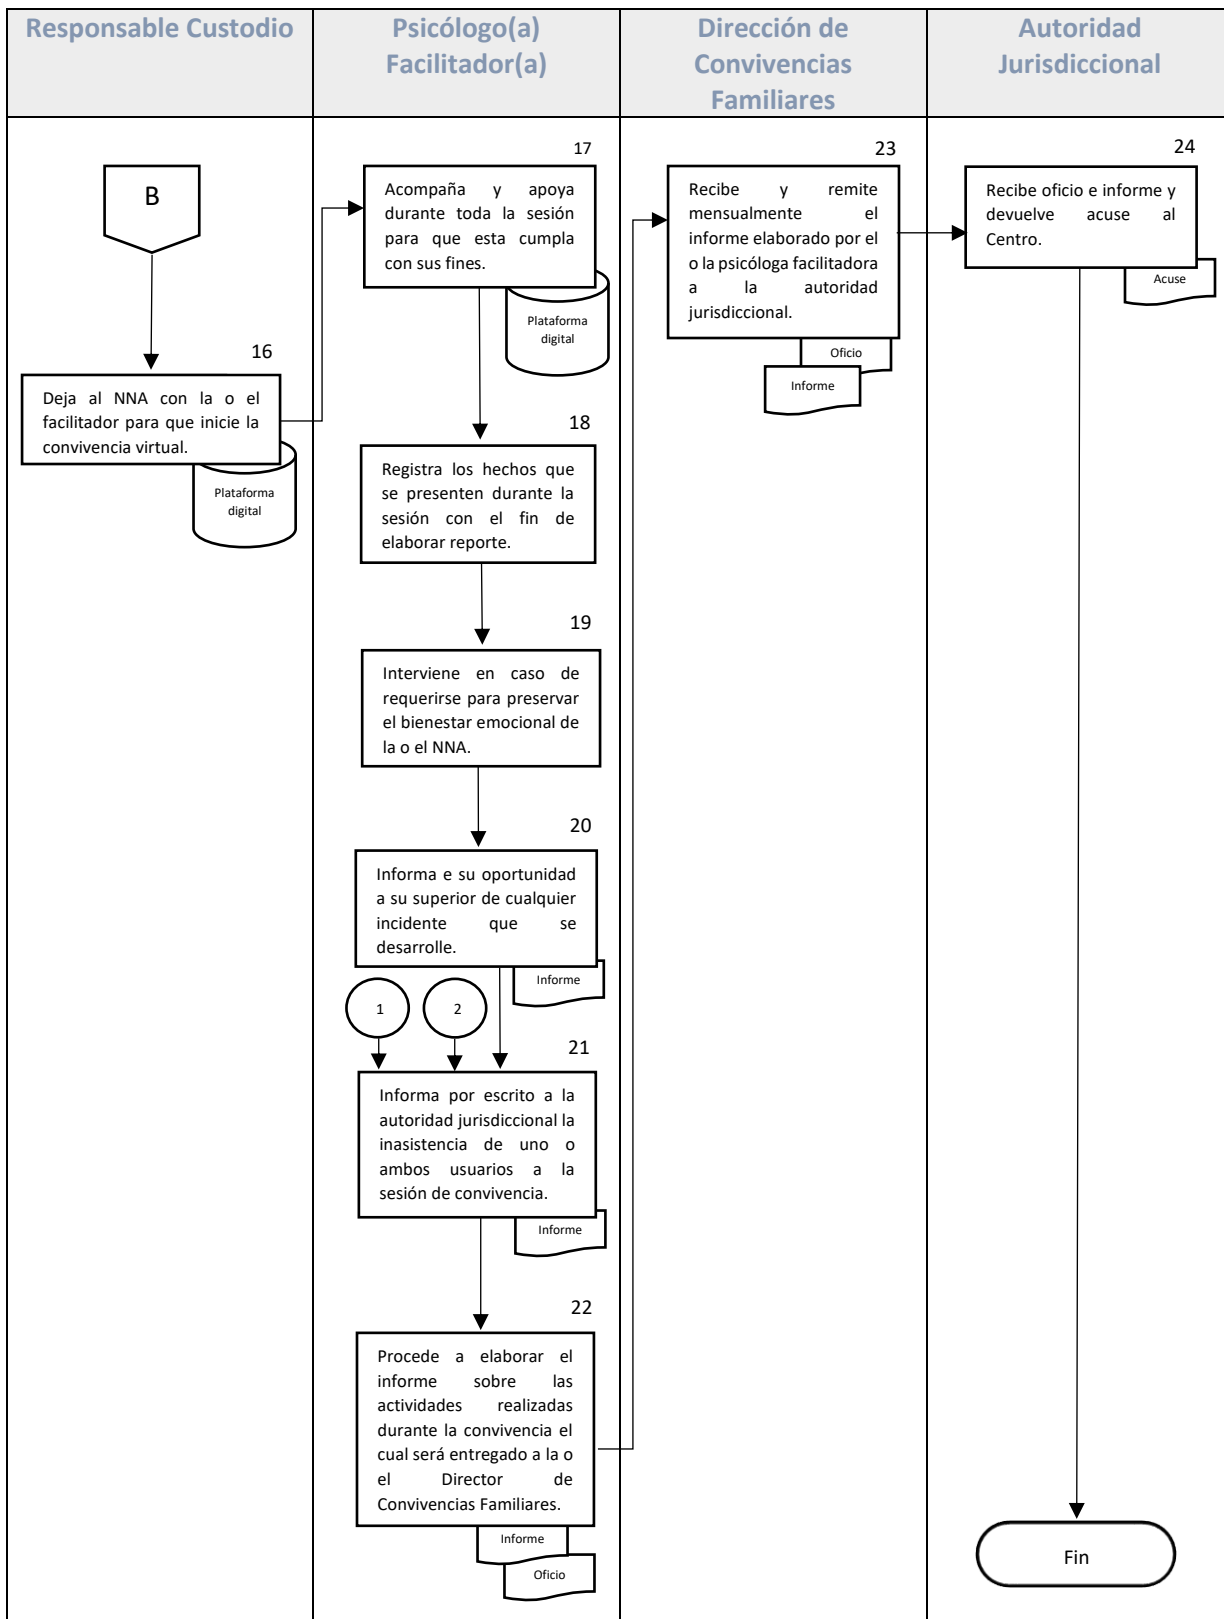 Responsable Custodio
Psicólogo(a)
Facilitador(a)
Dirección de
Convivencias
Familiares
Autoridad
Jurisdiccional
B
16
Deja al NNA con la o el
facilitador para que inicie la
convivencia virtual.
Plataforma
digital
17
Acompaña y apoya
durante toda la sesión
para que esta cumpla
con sus fines.
Plataforma
digital
18
Registra los hechos que
se presenten durante la
sesión con el fin de
elaborar reporte.
19
Interviene en caso de
requerirse para preservar
el bienestar emocional de
la o el NNA.
20
Informa e su oportunidad
a su superior de cualquier
incidente que se
desarrolle.
Informe
1
2
21
Informa por escrito a la
autoridad jurisdiccional la
inasistencia de uno o
ambos usuarios a la
sesión de convivencia.
Informe
22
Procede a elaborar el
informe sobre las
actividades realizadas
durante la convivencia el
cual será entregado a la o
el Director de
Convivencias Familiares.
Informe
Oficio
23
Recibe y remite
mensualmente el
informe elaborado por el
o la psicóloga facilitadora
a la autoridad
jurisdiccional.
Oficio
Informe
24
Recibe oficio e informe y
devuelve acuse al
Centro.
Acuse
Fin